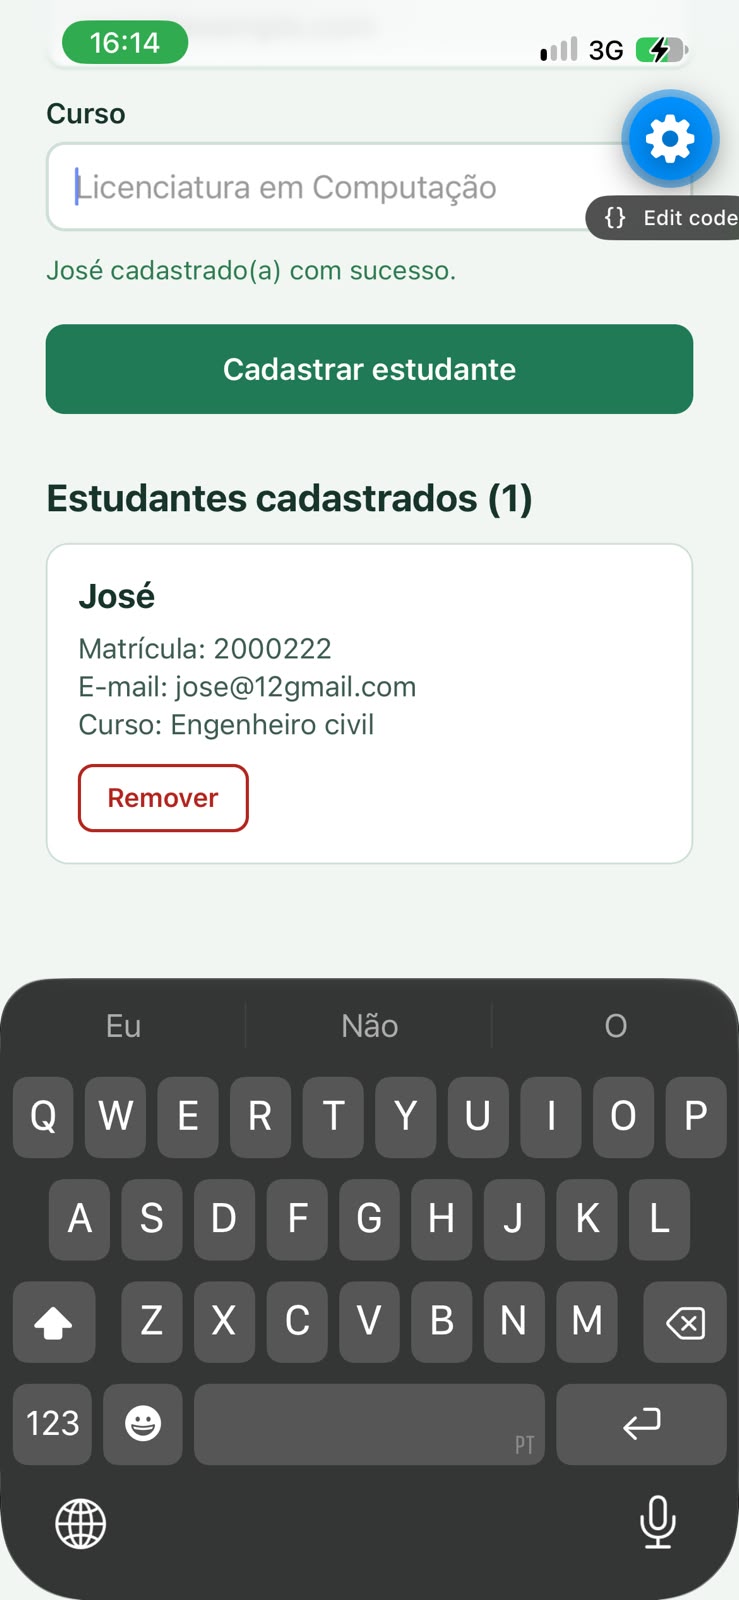 16:14
3G
Curso
Licenciatura em Computação
{} Edit code
José cadastrado(a) com sucesso.
Cadastrar estudante
Estudantes cadastrados (1)
José
Matrícula: 2000222
E-mail: jose@12gmail.com
Curso: Engenheiro civil
Remover
Eu Não O
Q W E R T Y U I O P
A S D F G H J K L
Z X C V B N M
123 PT